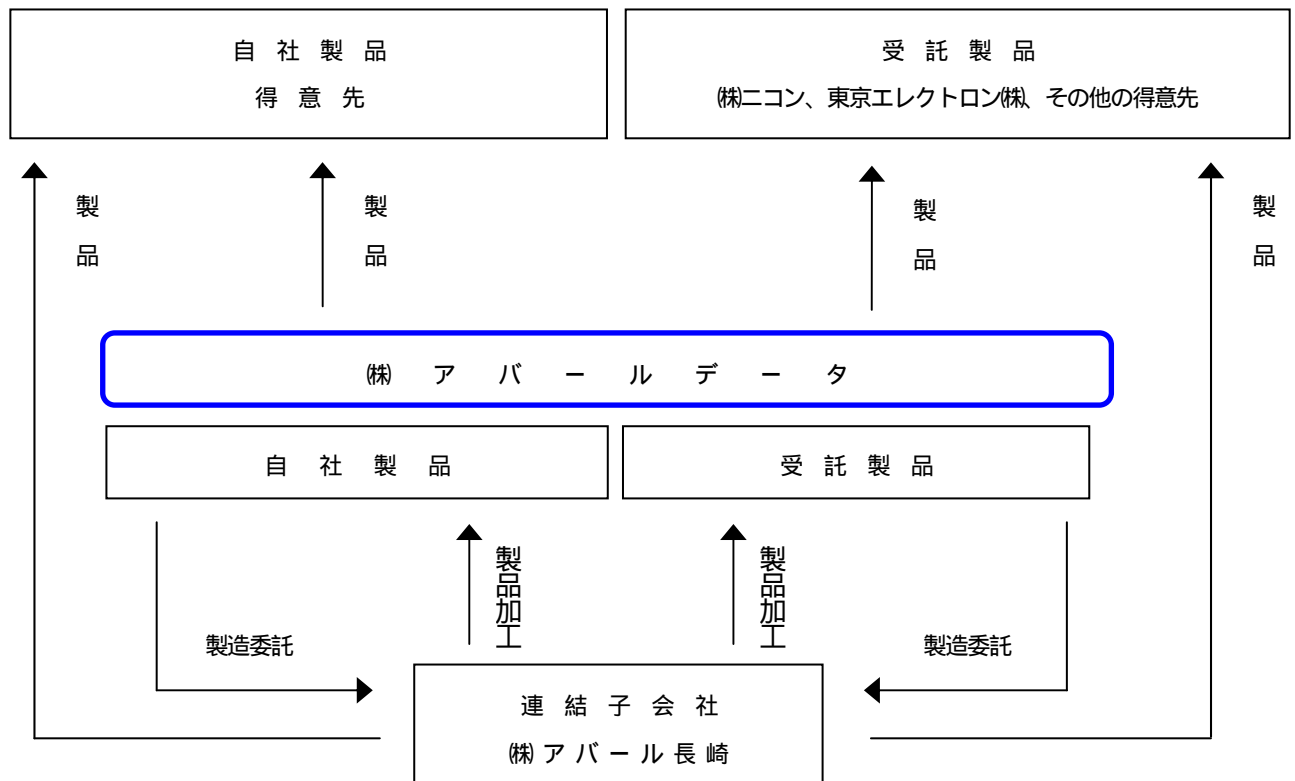 自社製品
得意先
受託製品
㈱ニコン、東京エレクトロン㈱、その他の得意先
製品
製品
製品
製品
㈱アバールデータ
自社製品
受託製品
製品加工
製品加工
製造委託
製造委託
連結子会社
㈱アバール長崎